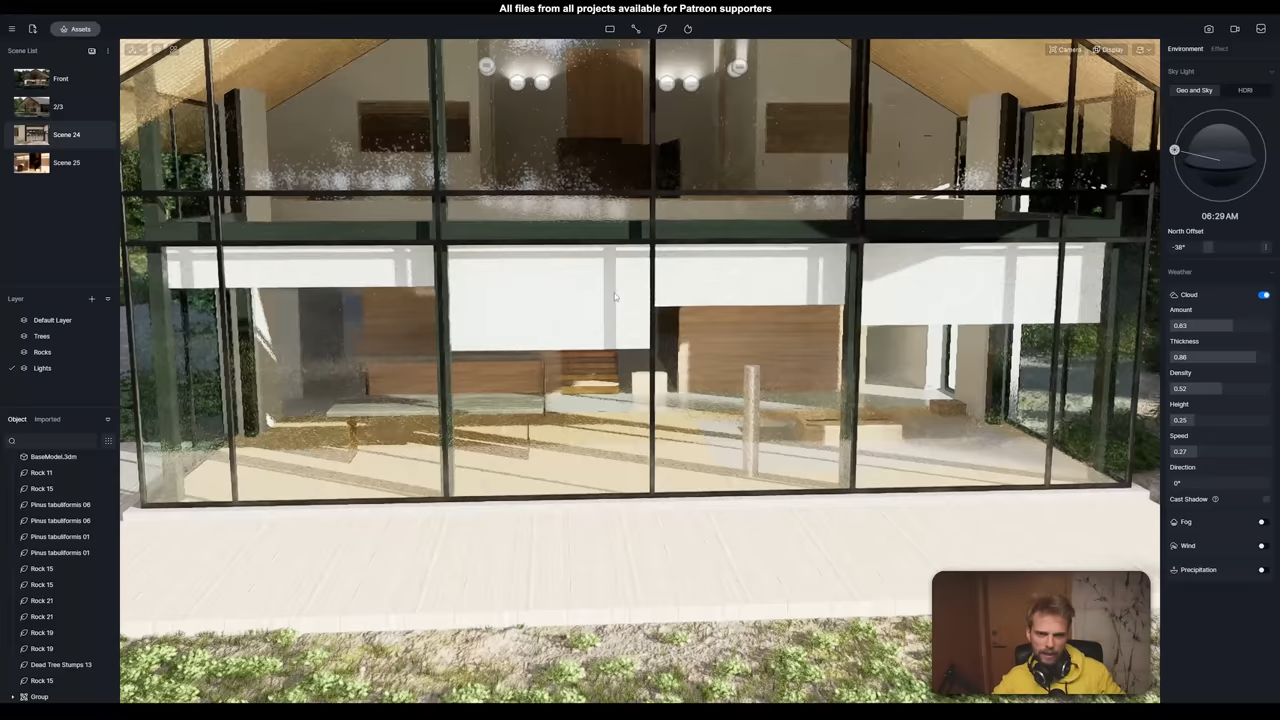 All files from all projects available for Patreon supporters
Assets
Scene List
Front
2/3
Scene 24
Scene 25
Layer
Default Layer
Trees
Rocks
Lights
Object Imported
BaseModel.3dm
Rock 11
Rock 15
Pinus tabuliformis 06
Pinus tabuliformis 06
Pinus tabuliformis 01
Pinus tabuliformis 01
Rock 15
Rock 15
Rock 21
Rock 21
Rock 19
Rock 19
Dead Tree Stumps 13
Rock 15
Group
Camera Display
Environment Effect
Sky Light
Geo and Sky HDRI
06:29 AM
North Offset
-38°
Weather
Cloud
Amount
0.63
Thickness
0.86
Density
0.52
Height
0.25
Speed
0.27
Direction
0°
Cast Shadow
Fog
Wind
Precipitation